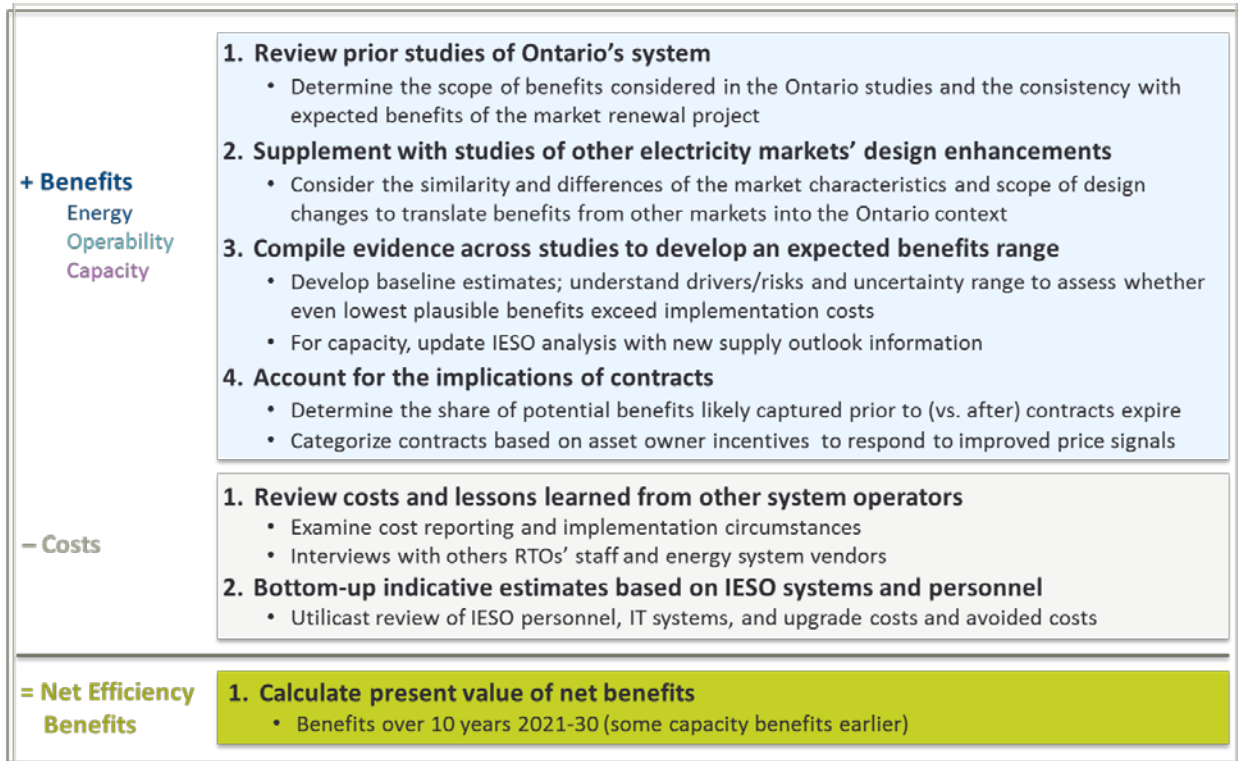 1. Review prior studies of Ontario's system
• Determine the scope of benefits considered in the Ontario studies and the consistency with
expected benefits of the market renewal project
2. Supplement with studies of other electricity markets' design enhancements
+ Benefits
Energy
Operability
Capacity
• Consider the similarity and differences of the market characteristics and scope of design
changes to translate benefits from other markets into the Ontario context
3. Compile evidence across studies to develop an expected benefits range
• Develop baseline estimates; understand drivers/risks and uncertainty range to assess whether
even lowest plausible benefits exceed implementation costs
• For capacity, update IESO analysis with new supply outlook information
4. Account for the implications of contracts
• Determine the share of potential benefits likely captured prior to (vs. after) contracts expire
• Categorize contracts based on asset owner incentives to respond to improved price signals
– Costs
1. Review costs and lessons learned from other system operators
• Examine cost reporting and implementation circumstances
• Interviews with others RTOs' staff and energy system vendors
2. Bottom-up indicative estimates based on IESO systems and personnel
• Utilicast review of IESO personnel, IT systems, and upgrade costs and avoided costs
= Net Efficiency
Benefits
1. Calculate present value of net benefits
• Benefits over 10 years 2021-30 (some capacity benefits earlier)